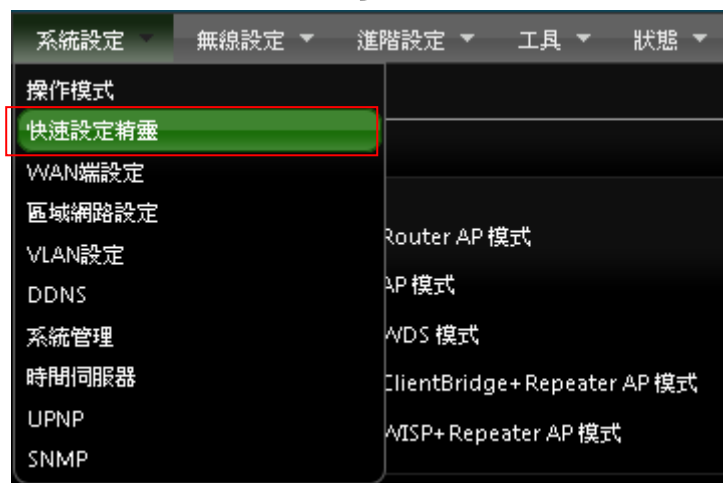 系統設定 無線設定 進階設定 工具 狀態
操作模式
快速設定精靈
WAN端設定
區域網路設定
VLAN設定
DDNS
系統管理
時間伺服器
UPNP
SNMP
Router AP 模式
AP 模式
WDS 模式
ClientBridge+Repeater AP 模式
WISP+Repeater AP 模式